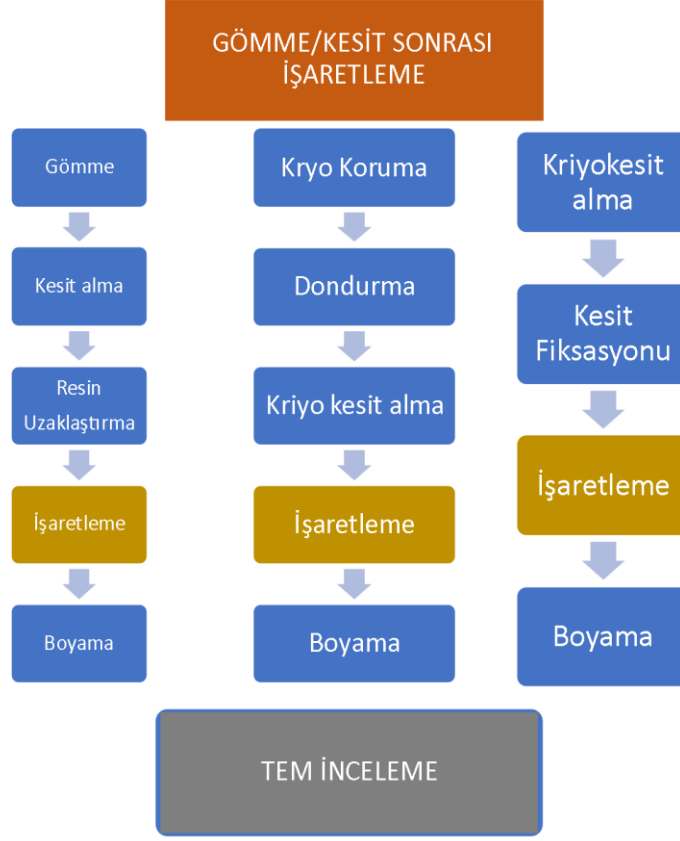 GÖMME/KESİT SONRASI
İŞARETLEME
Gömme
Kesit alma
Resin
Uzaklaştırma
İşaretleme
Boyama
Kryo Koruma
Dondurma
Kriyo kesit alma
İşaretleme
Boyama
Kriyokesit
alma
Kesit
Fiksasyonu
İşaretleme
Boyama
TEM İNCELEME